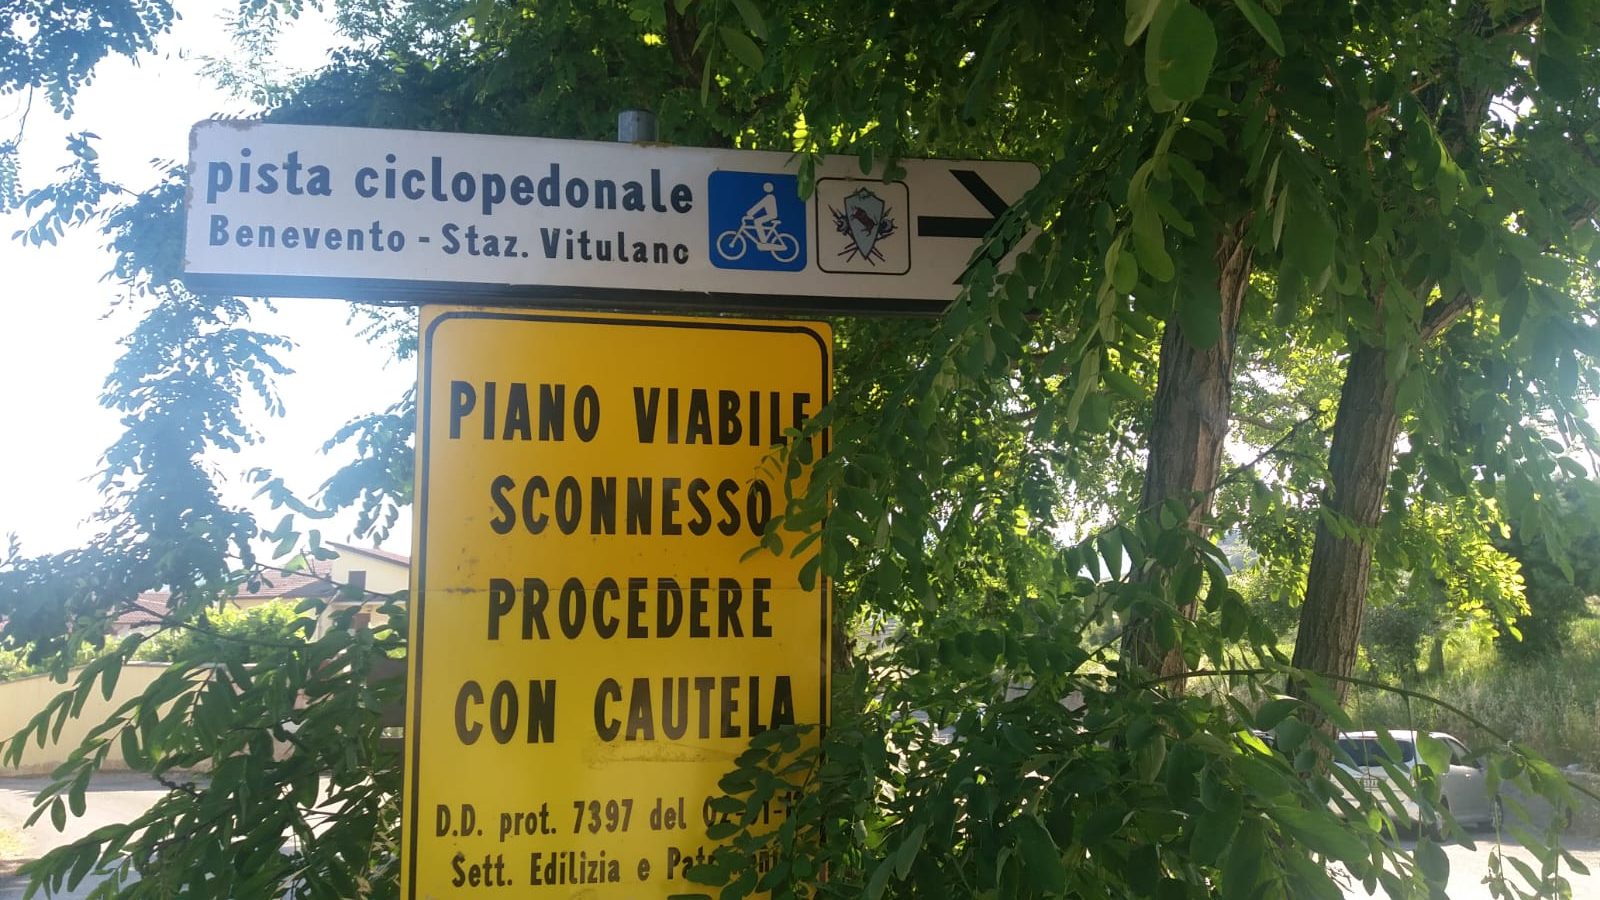 pista ciclopedonale
Benevento - Staz. Vitulano
PIANO VIABILE
SCONNESSO
PROCEDERE
CON CAUTELA
D.D. prot. 7397 del
Sett. Edilizia e